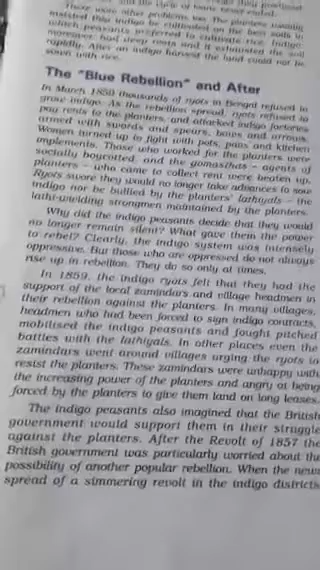 There were other problems too. The planters usually
insisted that indigo be cultivated on the best soils in
which peasants preferred to cultivate rice. Indigo,
moreover, had deep roots and it exhausted the soil
rapidly. After an indigo harvest the land could not be
sown with rice.
The "Blue Rebellion" and After
In March 1859 thousands of ryots in Bengal refused to
grow indigo. As the rebellion spread, ryots refused to
pay rents to the planters, and attacked indigo factories
armed with swords and spears, bows and arrows.
Women turned up to fight with pots, pans and kitchen
implements. Those who worked for the planters were
socially boycotted, and the gomasthas – agents of
planters – who came to collect rent were beaten up.
Ryots swore they would no longer take advances to sow
indigo nor be bullied by the planters' lathiyals – the
lathi-wielding strongmen maintained by the planters.
Why did the indigo peasants decide that they would
no longer remain silent? What gave them the power
to rebel? Clearly, the indigo system was intensely
oppressive. But those who are oppressed do not always
rise up in rebellion. They do so only at times.
In 1859, the indigo ryots felt that they had the
support of the local zamindars and village headmen in
their rebellion against the planters. In many villages,
headmen who had been forced to sign indigo contracts,
mobilised the indigo peasants and fought pitched
battles with the lathiyals. In other places even the
zamindars went around villages urging the ryots to
resist the planters. These zamindars were unhappy with
the increasing power of the planters and angry at being
forced by the planters to give them land on long leases.
The indigo peasants also imagined that the British
government would support them in their struggle
against the planters. After the Revolt of 1857 the
British government was particularly worried about the
possibility of another popular rebellion. When the news
spread of a simmering revolt in the indigo districts